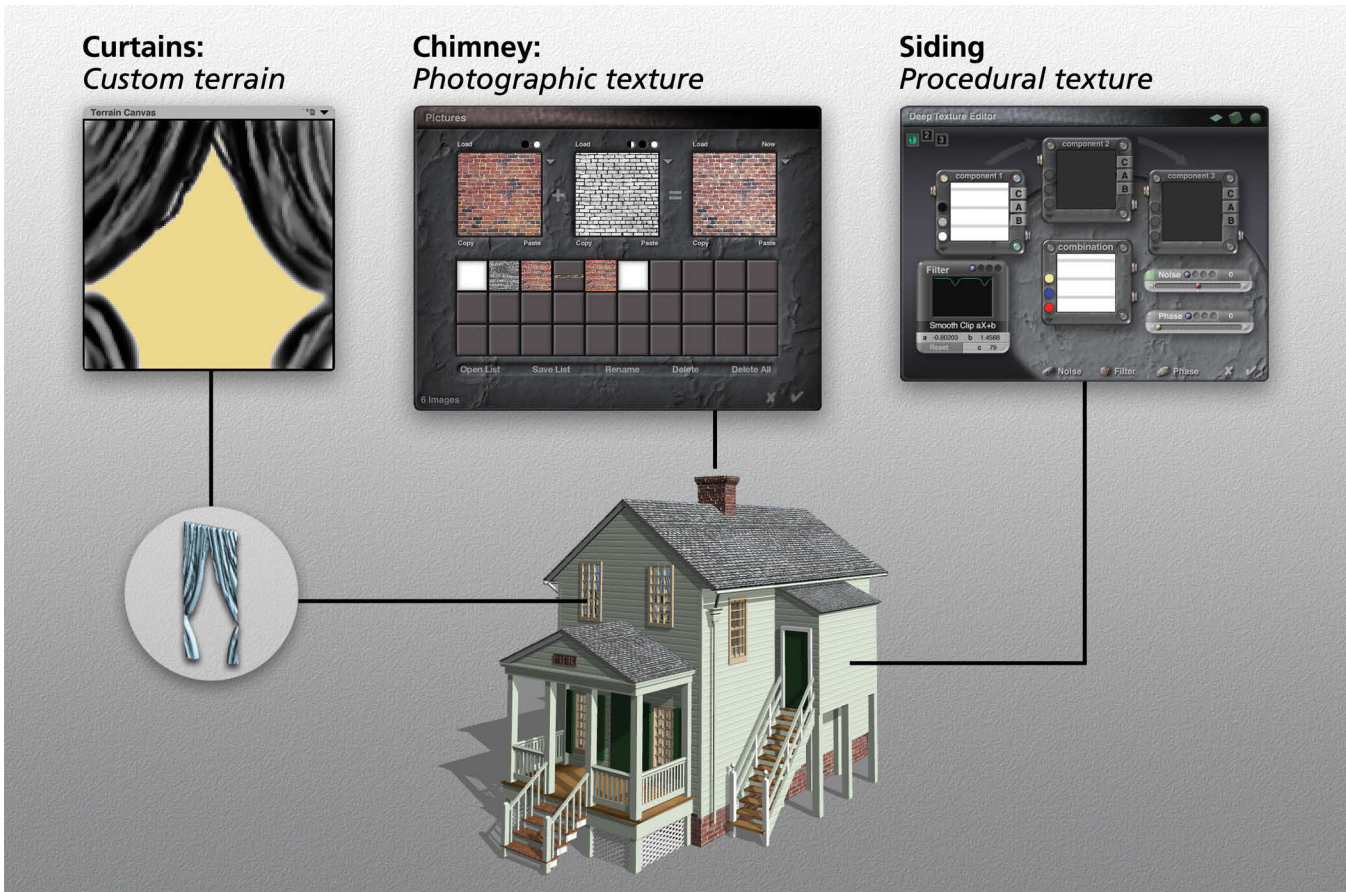 Curtains:
Custom terrain
Chimney:
Photographic texture
Siding
Procedural texture
Terrain Canvas
Pictures
Load
Load
Load New
Copy Paste
Copy Paste
Copy Paste
Open List Save List Rename Delete Delete All
6 Images
Deep Texture Editor
1 2 3
component 1
C
A
B
component 2
C
A
B
component 3
C
A
B
combination
Filter
Smooth Clip aX+b
a -0.80203 b 1.4568
Reset c 79
Noise 0
Phase 0
Noise Filter Phase